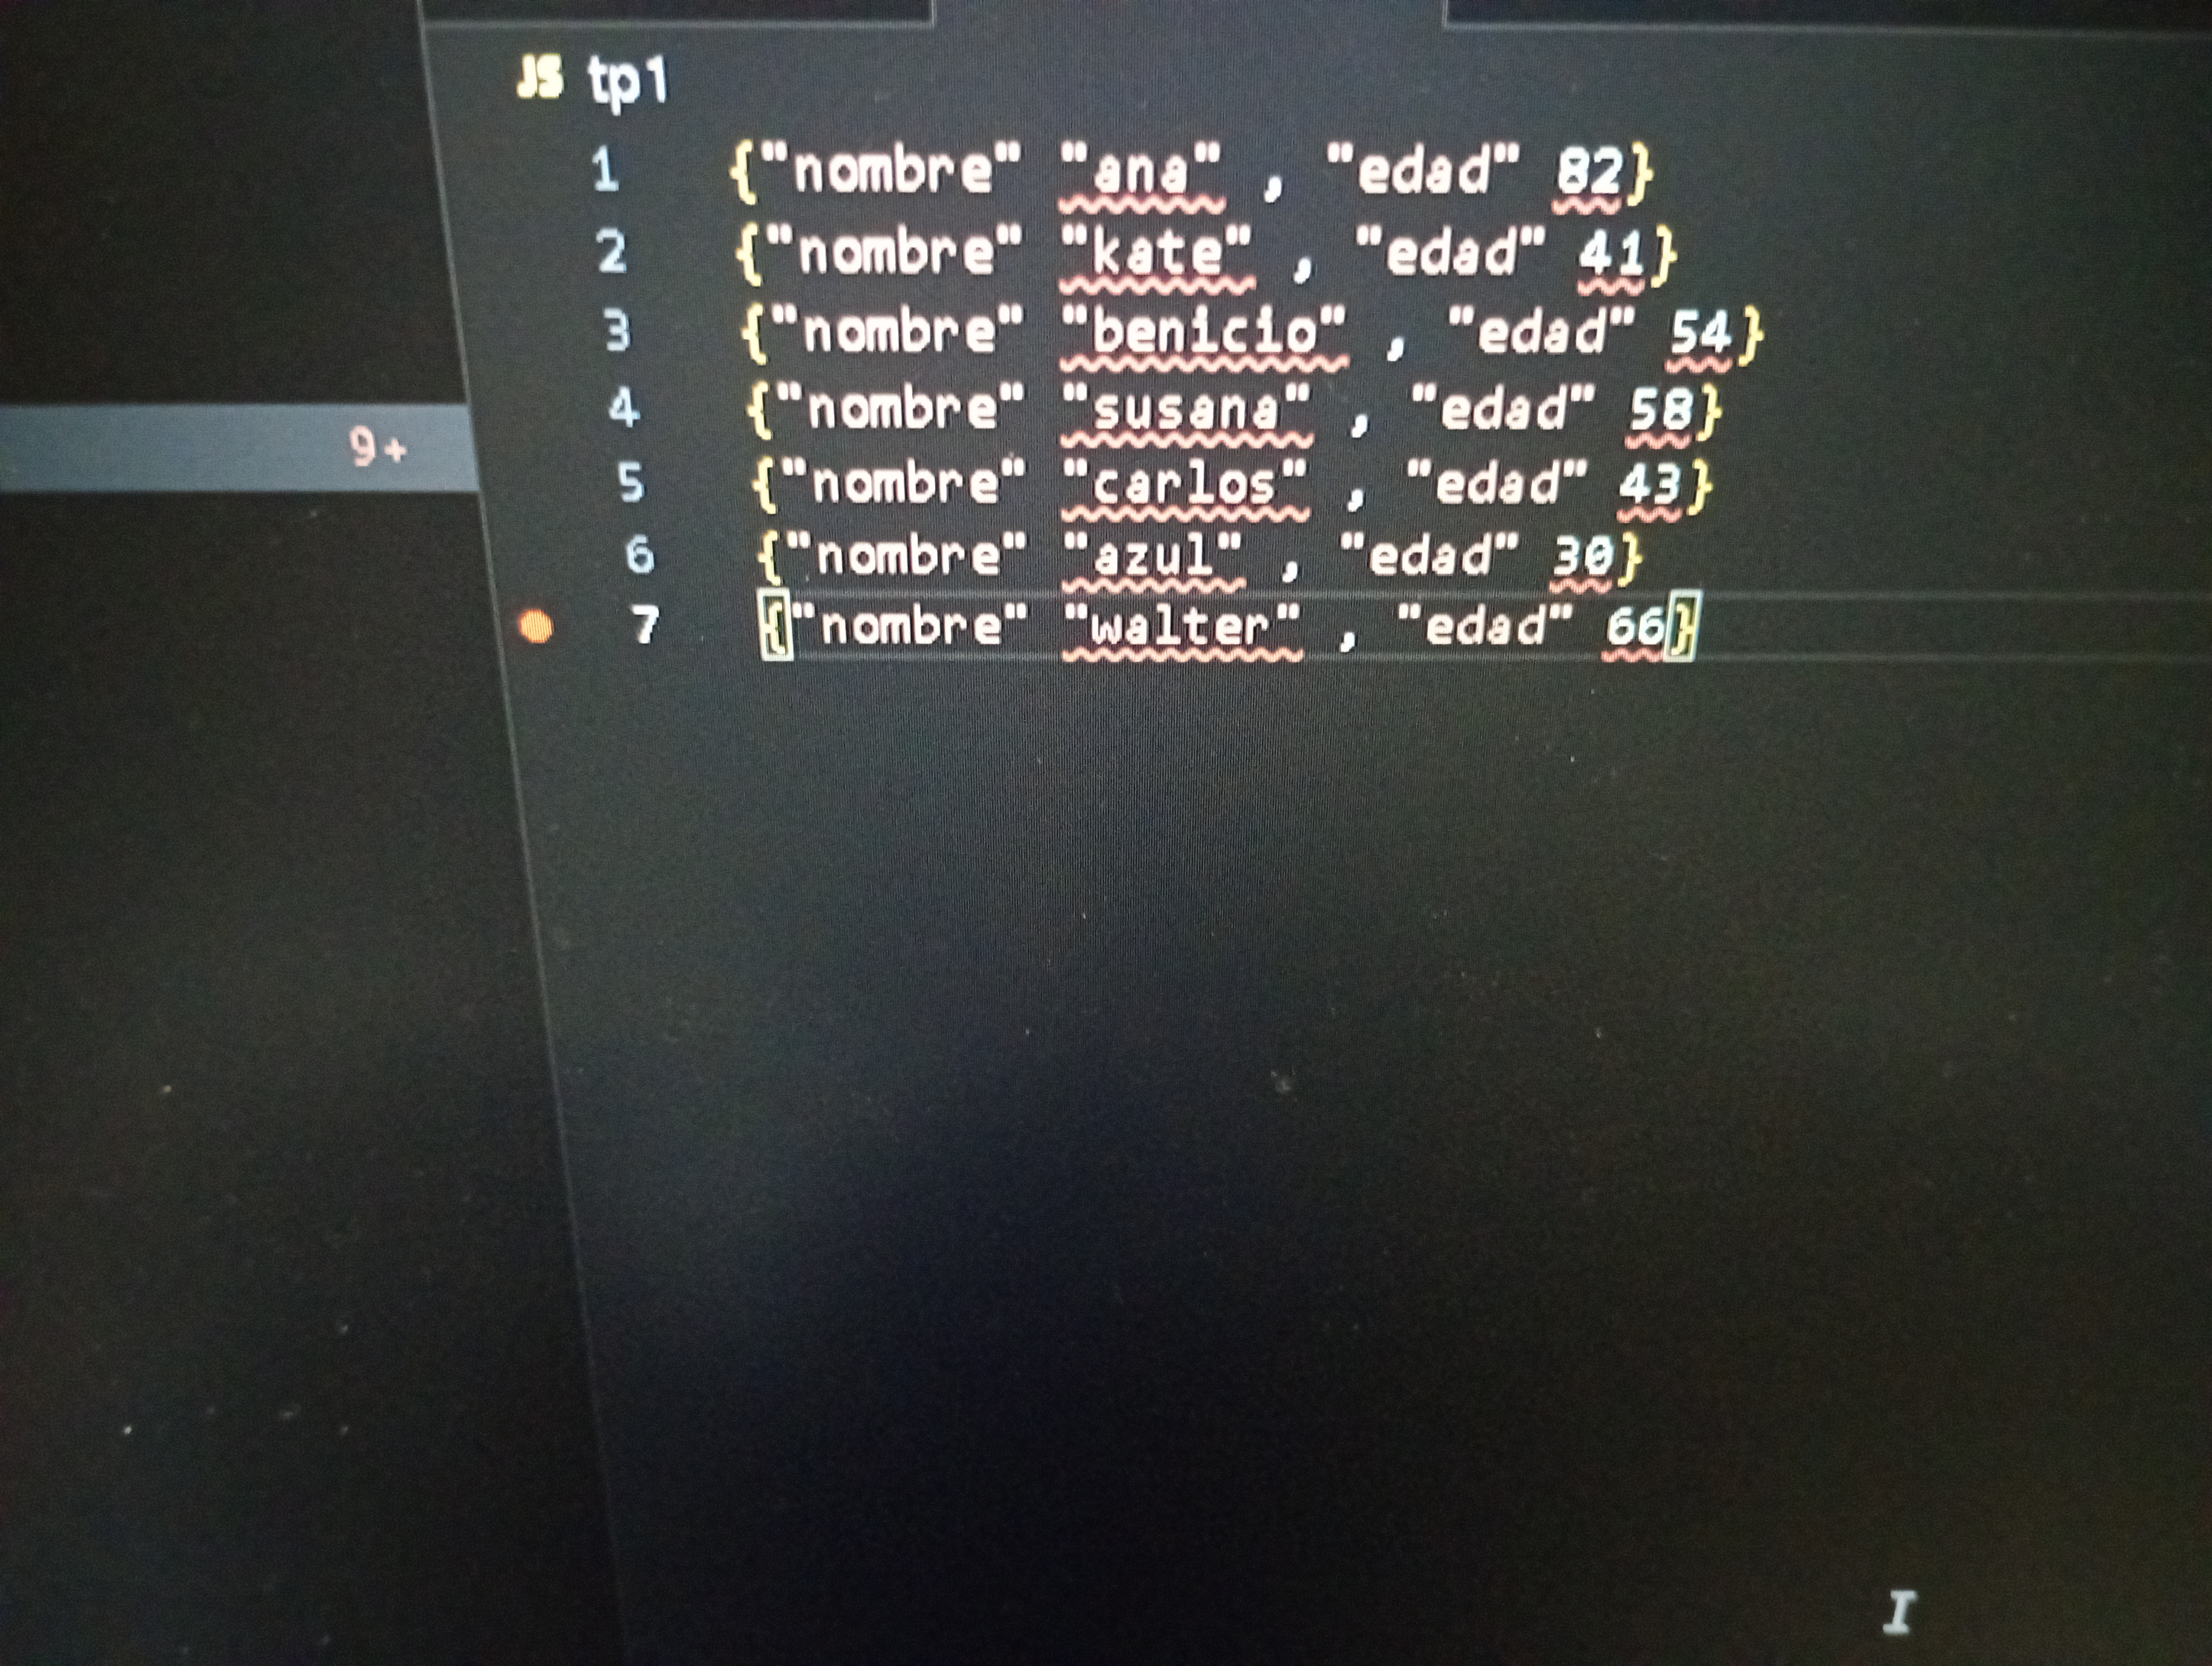 JS tp1
1 {"nombre" "ana" , "edad" 82}
2 {"nombre" "kate" , "edad" 41}
3 {"nombre" "benicio" , "edad" 54}
4 {"nombre" "susana" , "edad" 58}
9+
5 {"nombre" "carlos" , "edad" 43}
6 {"nombre" "azul" , "edad" 30}
7 {"nombre" "walter" , "edad" 66}